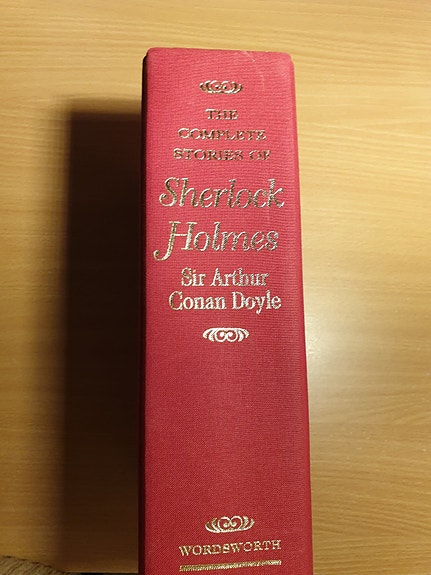 THE
COMPLETE
STORIES OF
Sherlock
Holmes
Sir Arthur
Conan Doyle
WORDSWORTH